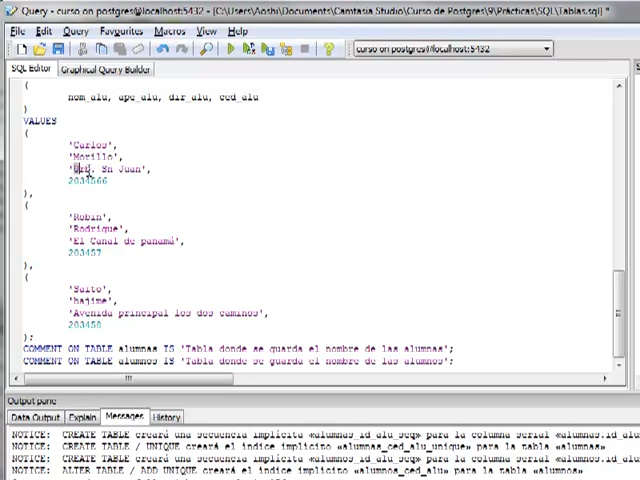 Query - curso on postgres@localhost:5432 - [C:\Users\Aoshi\Documents\Camtasia Studio\Curso de Postgres\9\Prácticas\SQL\Tablas.sql] *
File Edit Query Favourites Macros View Help
curso on postgres@localhost:5432
SQL Editor Graphical Query Builder
(
nom_alu, ape_alu, dir_alu, ced_alu
)
VALUES
(
'Carlos',
'Morillo',
'Urb. Sn Juan',
2034566
),
(
'Robin',
'Rodrigue',
'El Canal de panamá',
203457
),
(
'Saito',
'hajime',
'Avenida principal los dos caminos',
203458
);
COMMENT ON TABLE alumnas IS 'Tabla donde se guarda el nombre de las alumnas';
COMMENT ON TABLE alumnos IS 'Tabla donde se guarda el nombre de las alumnos';
Output pane
Data Output Explain Messages History
NOTICE: CREATE TABLE creará una secuencia implícita «alumnas_id_alu_seq» para la columna serial «alumnas.id_alu
NOTICE: CREATE TABLE / UNIQUE creará el índice implícito «alumnas_ced_alu_unique» para la tabla «alumnas»
NOTICE: CREATE TABLE creará una secuencia implícita «alumnos_id_alu_seq» para la columna serial «alumnos.id_alu
NOTICE: ALTER TABLE / ADD UNIQUE creará el índice implícito «alumnos_ced_alu» para la tabla «alumnos»